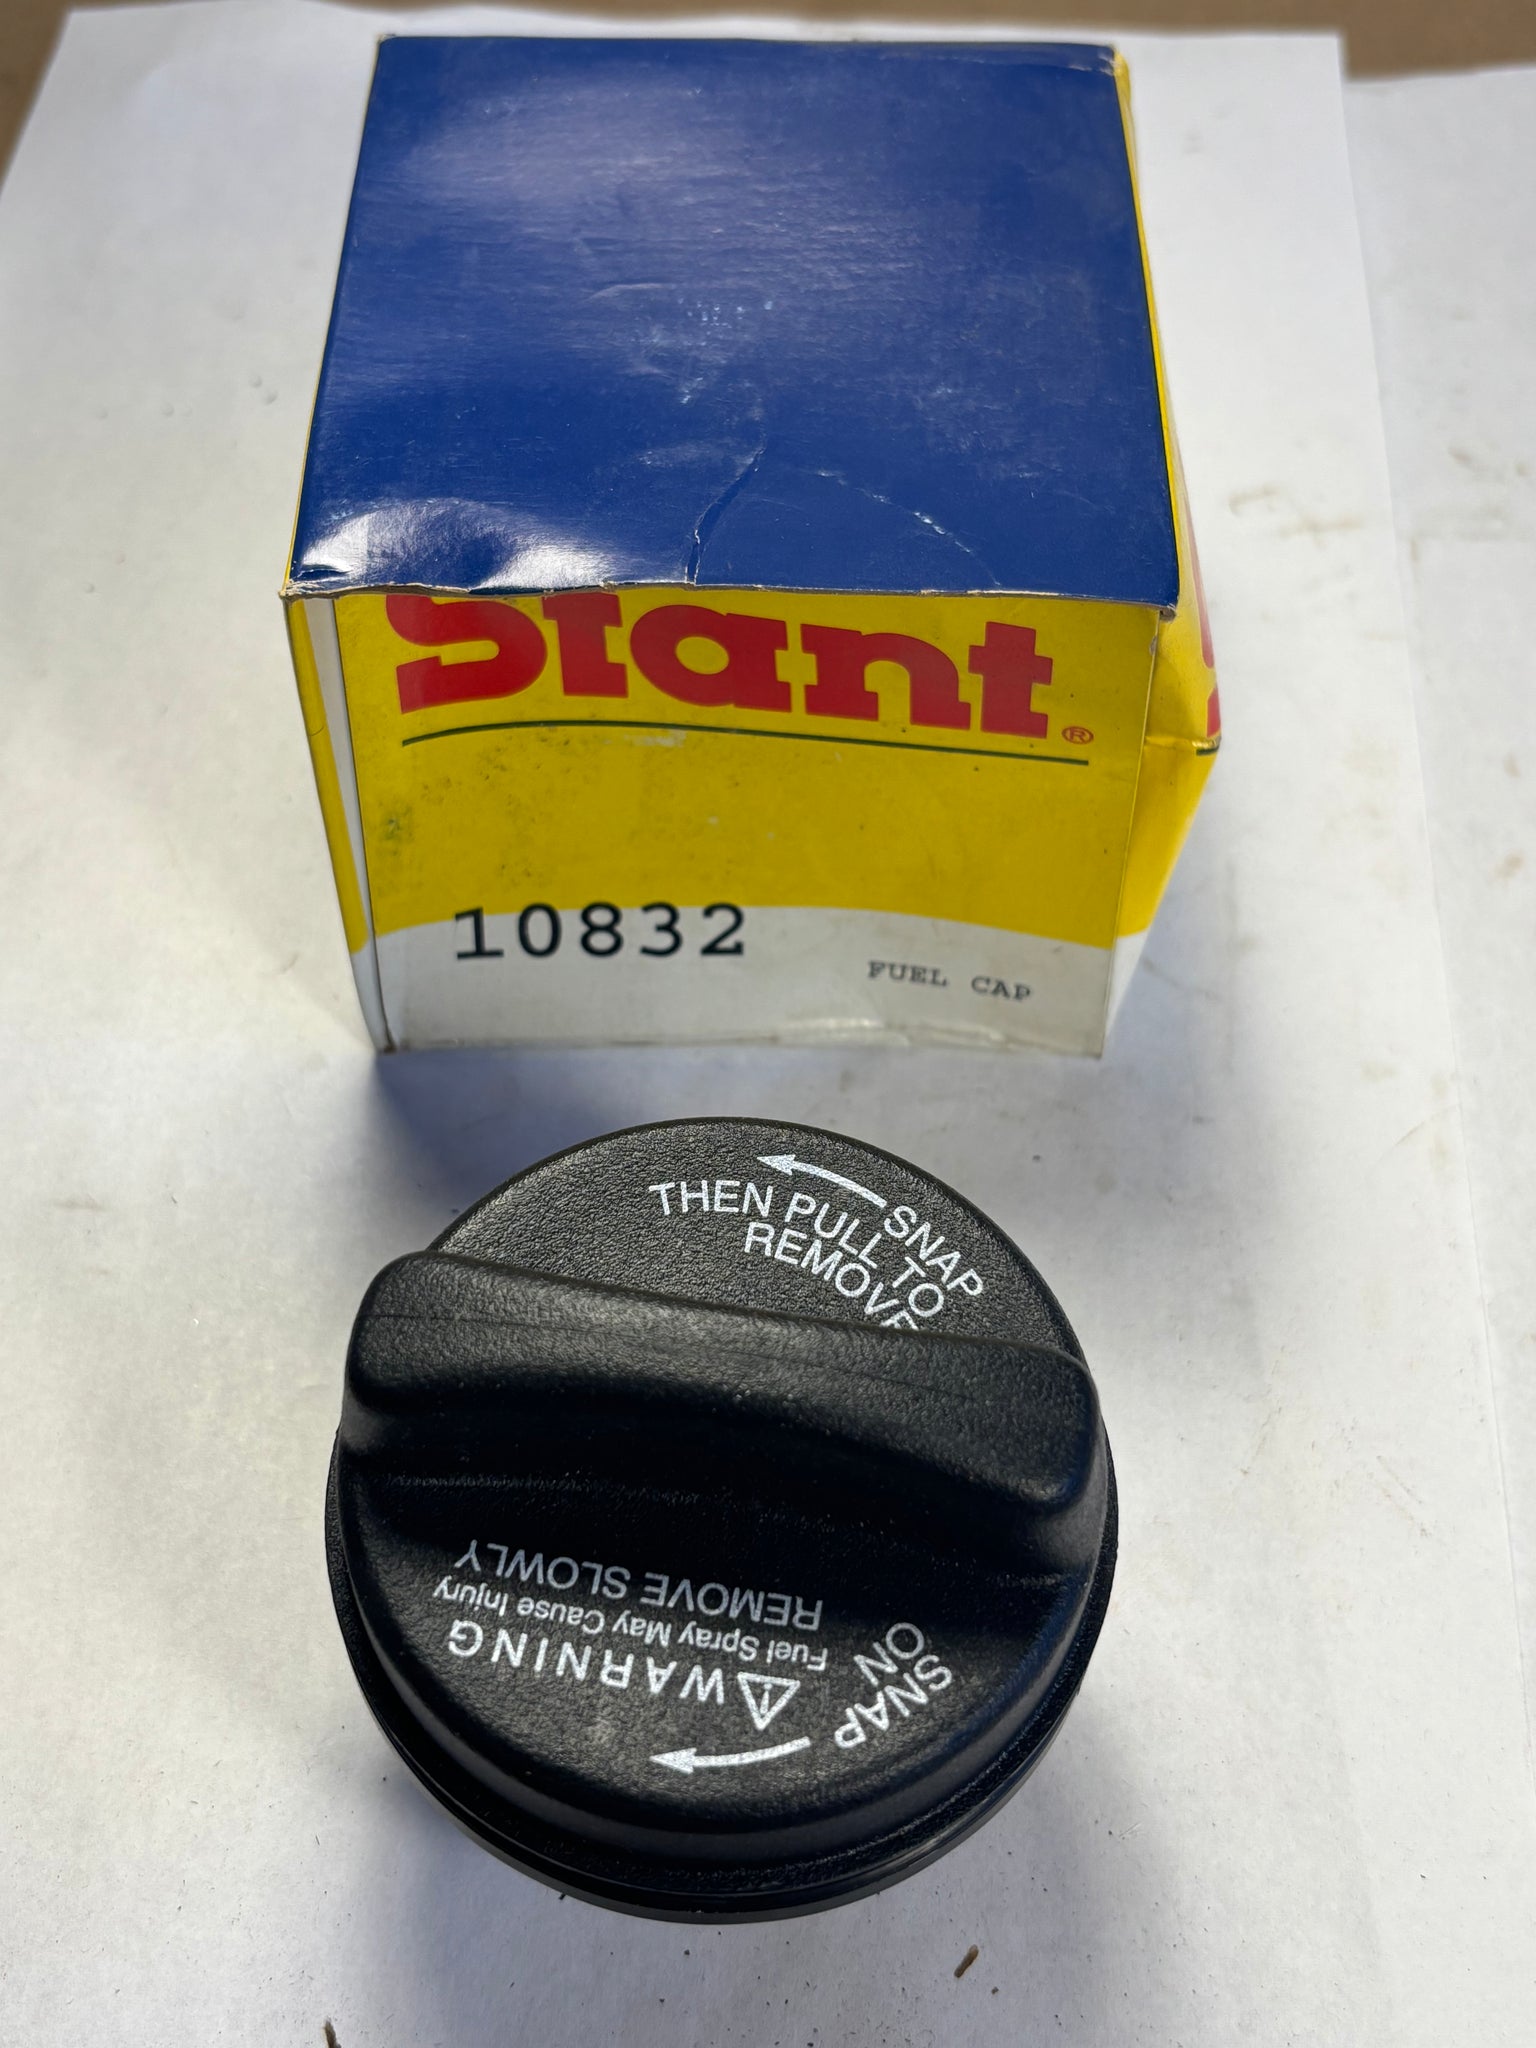 Stant®
10832
FUEL CAP
SNAP
THEN PULL TO
REMOVE
SNAP
ON
⚠WARNING
Fuel Spray May Cause Injury
REMOVE SLOWLY